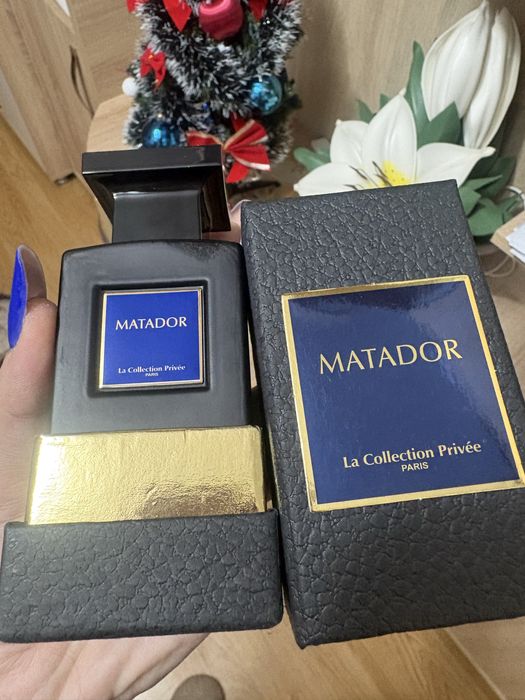 MATADOR
La Collection Privée
PARIS
MATADOR
La Collection Privée
PARIS